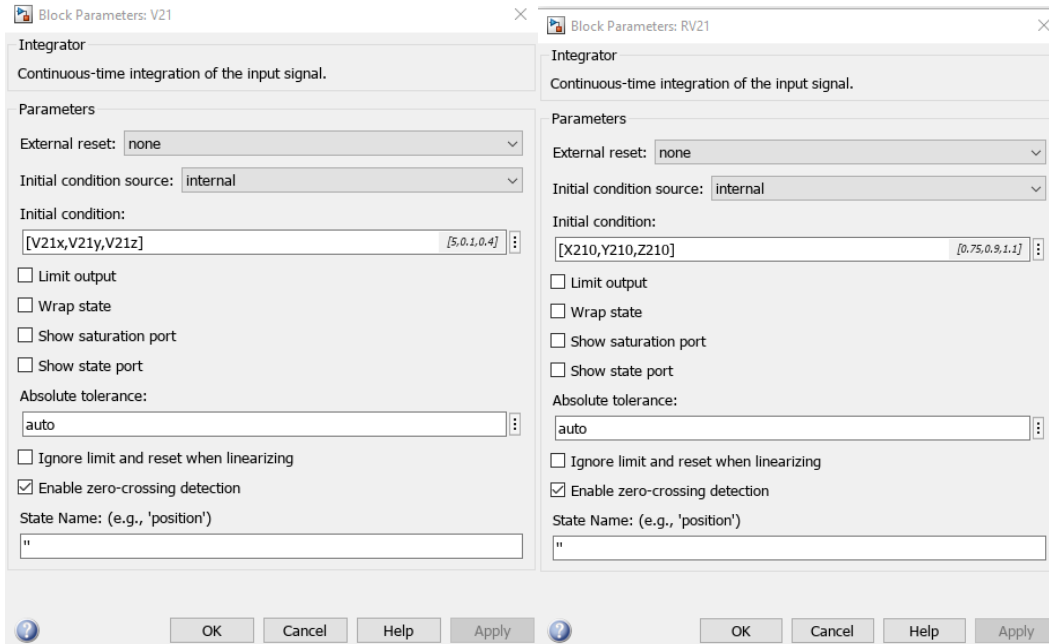 Block Parameters: V21
Integrator
Continuous-time integration of the input signal.
Parameters
External reset: none
Initial condition source: internal
Initial condition:
[V21x,V21y,V21z] [5,0.1,0.4]
Limit output
Wrap state
Show saturation port
Show state port
Absolute tolerance:
auto
Ignore limit and reset when linearizing
Enable zero-crossing detection
State Name: (e.g., 'position')
''
OK Cancel Help Apply
Block Parameters: RV21
Integrator
Continuous-time integration of the input signal.
Parameters
External reset: none
Initial condition source: internal
Initial condition:
[X210,Y210,Z210] [0.75,0.9,1.1]
Limit output
Wrap state
Show saturation port
Show state port
Absolute tolerance:
auto
Ignore limit and reset when linearizing
Enable zero-crossing detection
State Name: (e.g., 'position')
''
OK Cancel Help Apply